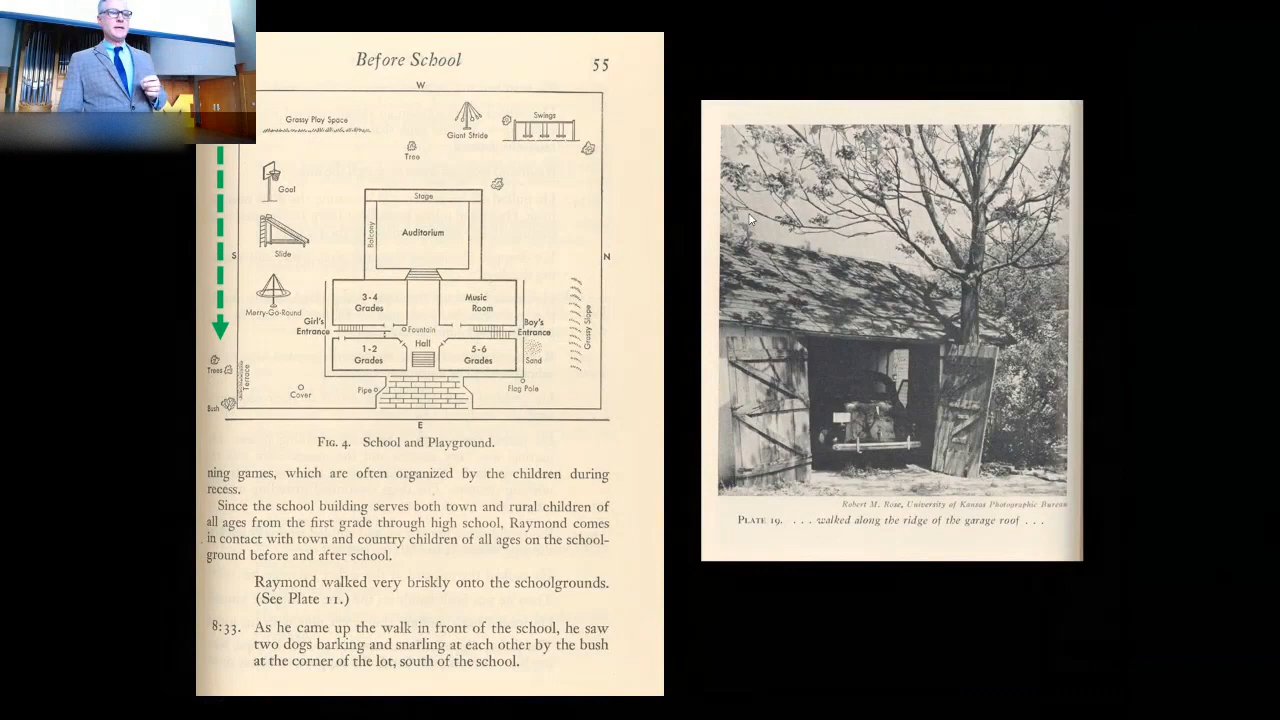 Before School
55
W
Grassy Play Space
Giant Stride
Swings
Tree
Goal
Stage
Balcony
Auditorium
Slide
S
N
Merry-Go-Round
3-4
Grades
Music
Room
Girl's
Entrance
Fountain
Boy's
Entrance
Hall
1-2
Grades
5-6
Grades
Sand
Grassy Slope
Trees
Terrace
Bush
Cover
Pipe
Flag Pole
E
FIG. 4. School and Playground.
ning games, which are often organized by the children during
recess.
Since the school building serves both town and rural children of
all ages from the first grade through high school, Raymond comes
in contact with town and country children of all ages on the school-
ground before and after school.
Raymond walked very briskly onto the schoolgrounds.
(See Plate 11.)
8:33. As he came up the walk in front of the school, he saw
two dogs barking and snarling at each other by the bush
at the corner of the lot, south of the school.
Robert M. Rose, University of Kansas Photographic Bureau
PLATE 19. . . . walked along the ridge of the garage roof . . .